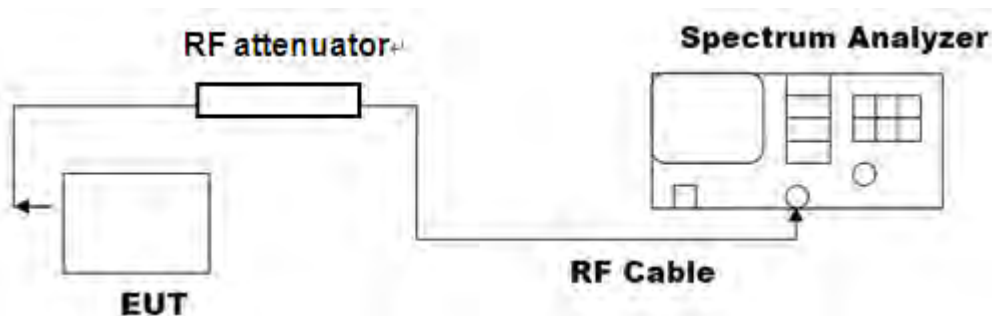 RF attenuator↵
Spectrum Analyzer
RF Cable
EUT